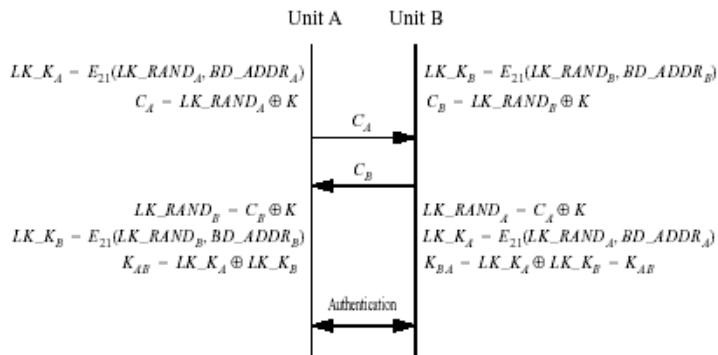 Unit A Unit B
LK_K_A = E_21(LK_RAND_A, BD_ADDR_A) LK_K_B = E_21(LK_RAND_B, BD_ADDR_B)
C_A = LK_RAND_A ⊕ K C_B = LK_RAND_B ⊕ K
C_A
C_B
LK_RAND_B = C_B ⊕ K LK_RAND_A = C_A ⊕ K
LK_K_B = E_21(LK_RAND_B, BD_ADDR_B) LK_K_A = E_21(LK_RAND_A, BD_ADDR_A)
K_AB = LK_K_A ⊕ LK_K_B K_BA = LK_K_A ⊕ LK_K_B = K_AB
Authentication